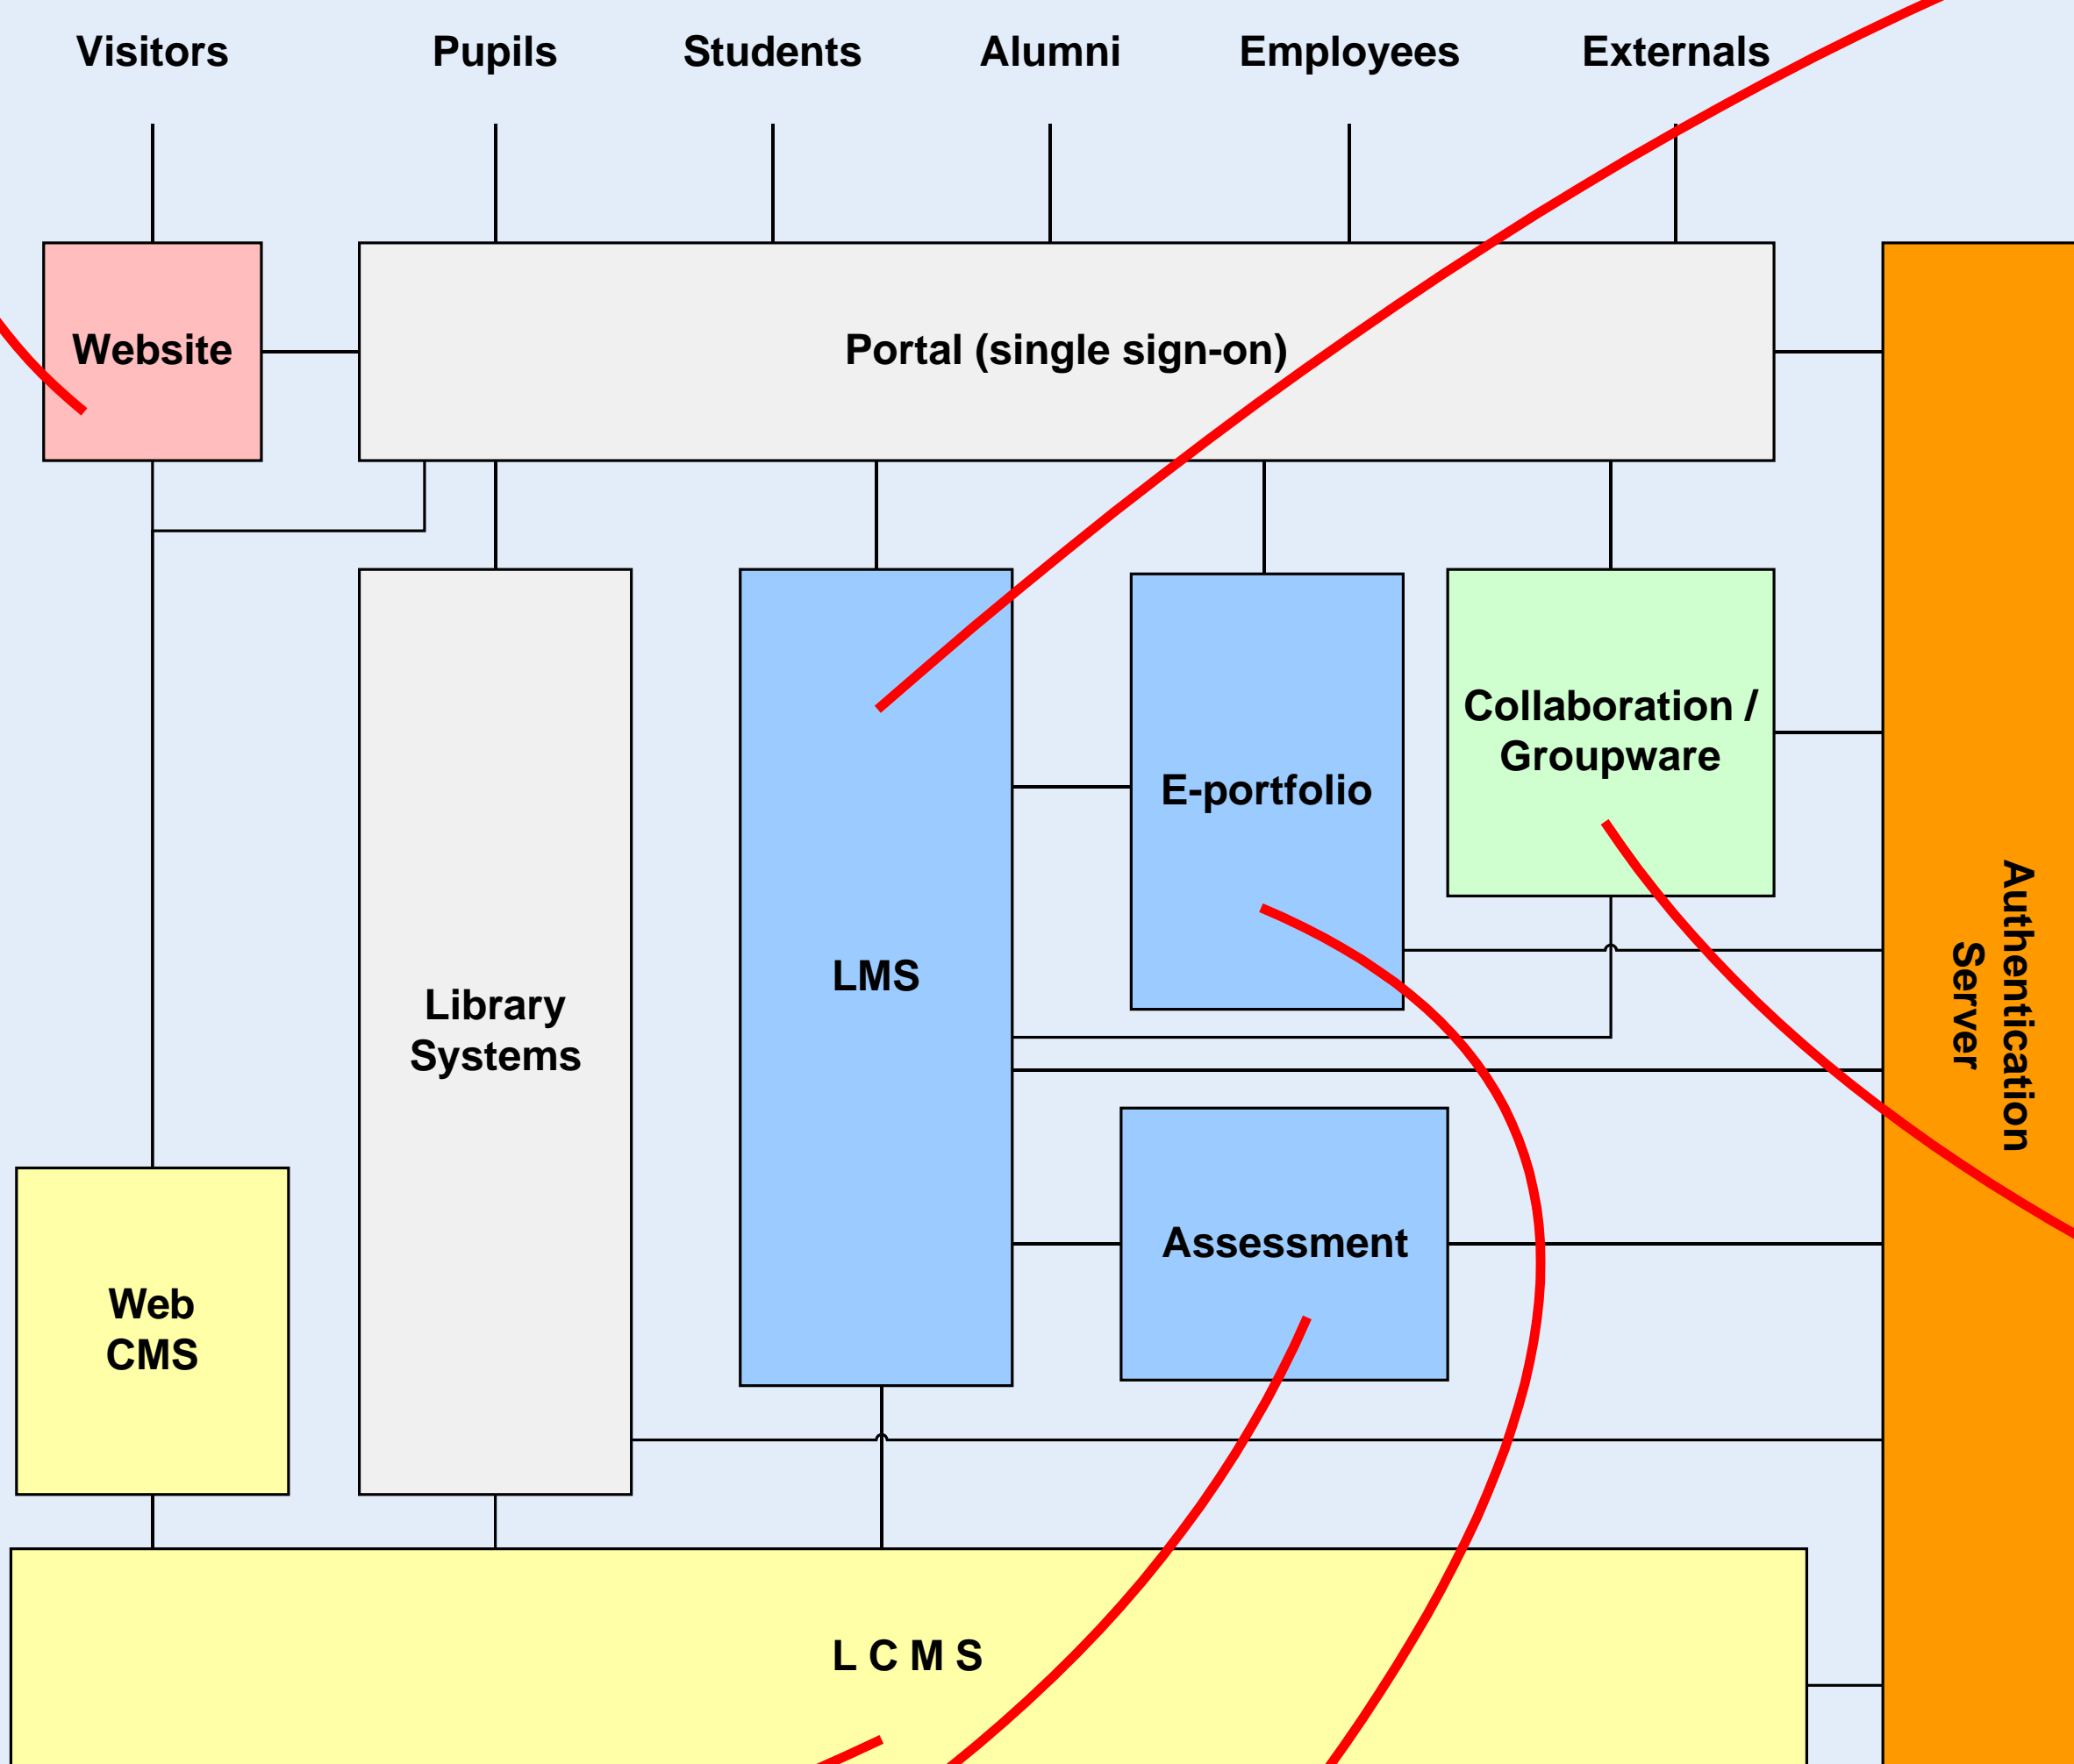 Visitors
Pupils
Students
Alumni
Employees
Externals
Website
Portal (single sign-on)
Collaboration /
Groupware
E-portfolio
LMS
Library
Systems
Authentication
Server
Assessment
Web
CMS
L C M S